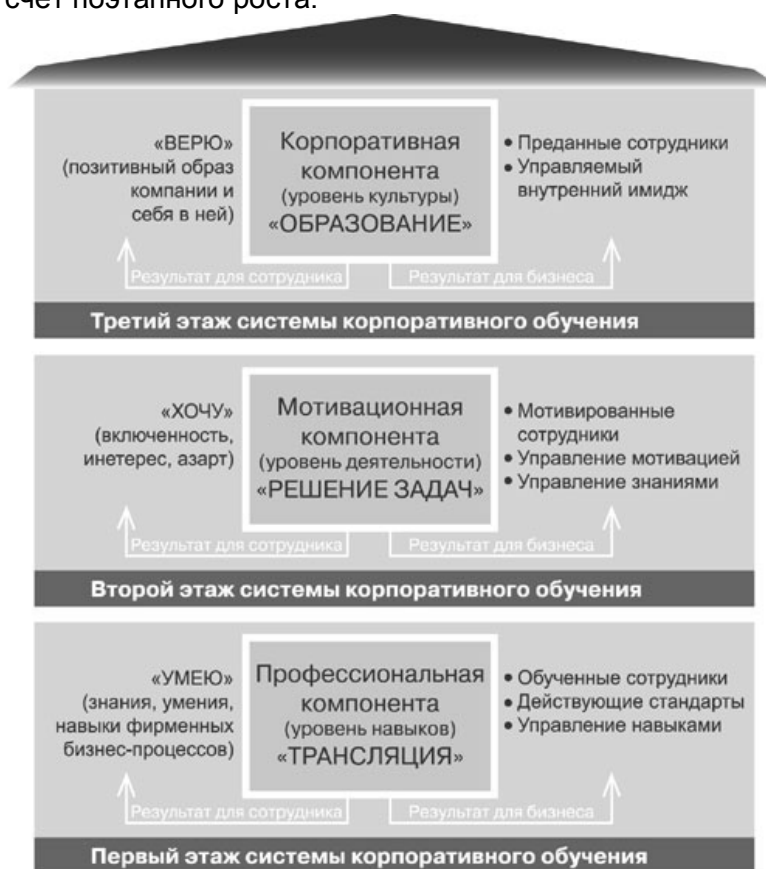 счет поэтапного роста.
«ВЕРЮ»
(позитивный образ
компании и
себя в ней)
Корпоративная
компонента
(уровень культуры)
«ОБРАЗОВАНИЕ»
• Преданные сотрудники
• Управляемый
внутренний имидж
Результат для сотрудника
Результат для бизнеса
Третий этаж системы корпоративного обучения
«ХОЧУ»
(включенность,
инетерес, азарт)
Мотивационная
компонента
(уровень деятельности)
«РЕШЕНИЕ ЗАДАЧ»
• Мотивированные
сотрудники
• Управление мотивацией
• Управление знаниями
Результат для сотрудника
Результат для бизнеса
Второй этаж системы корпоративного обучения
«УМЕЮ»
(знания, умения,
навыки фирменных
бизнес-процессов)
Профессиональная
компонента
(уровень навыков)
«ТРАНСЛЯЦИЯ»
• Обученные сотрудники
• Действующие стандарты
• Управление навыками
Результат для сотрудника
Результат для бизнеса
Первый этаж системы корпоративного обучения